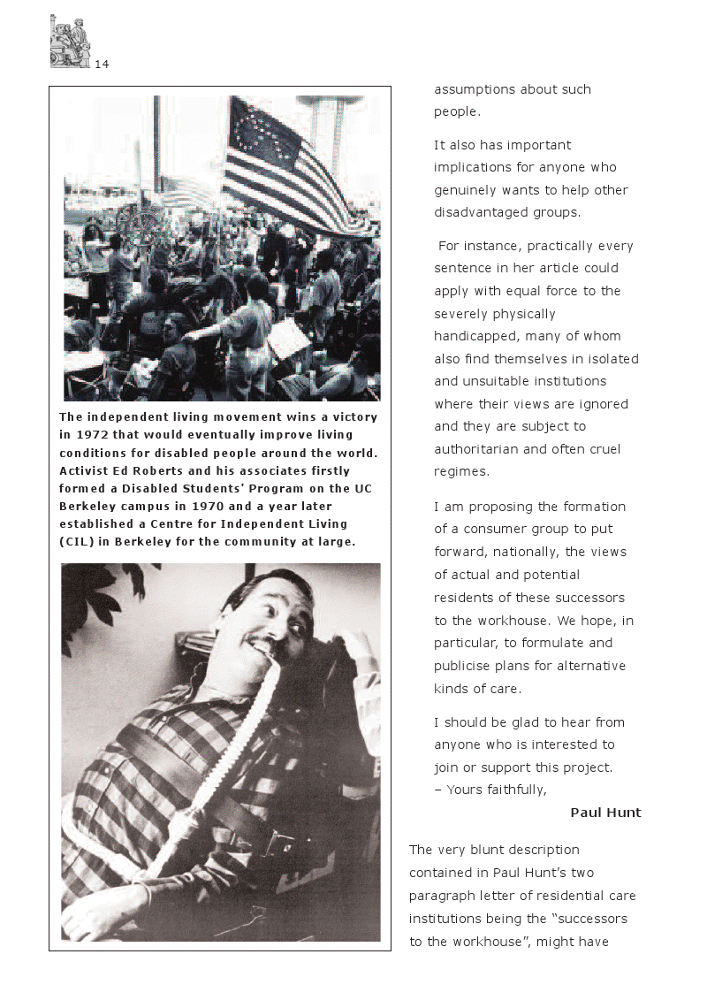 14
The independent living movement wins a victory
in 1972 that would eventually improve living
conditions for disabled people around the world.
Activist Ed Roberts and his associates firstly
formed a Disabled Students’ Program on the UC
Berkeley campus in 1970 and a year later
established a Centre for Independent Living
(CIL) in Berkeley for the community at large.
assumptions about such
people.
It also has important
implications for anyone who
genuinely wants to help other
disadvantaged groups.
For instance, practically every
sentence in her article could
apply with equal force to the
severely physically
handicapped, many of whom
also find themselves in isolated
and unsuitable institutions
where their views are ignored
and they are subject to
authoritarian and often cruel
regimes.
I am proposing the formation
of a consumer group to put
forward, nationally, the views
of actual and potential
residents of these successors
to the workhouse. We hope, in
particular, to formulate and
publicise plans for alternative
kinds of care.
I should be glad to hear from
anyone who is interested to
join or support this project.
– Yours faithfully,
Paul Hunt
The very blunt description
contained in Paul Hunt’s two
paragraph letter of residential care
institutions being the “successors
to the workhouse”, might have